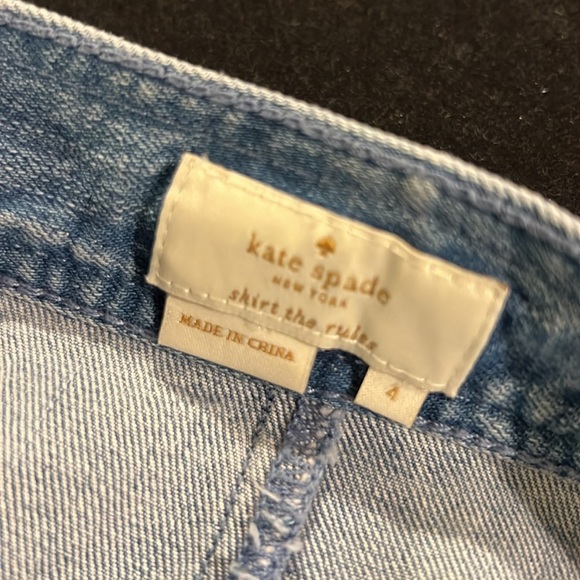 kate spade
NEW YORK
skirt the rules
MADE IN CHINA
4